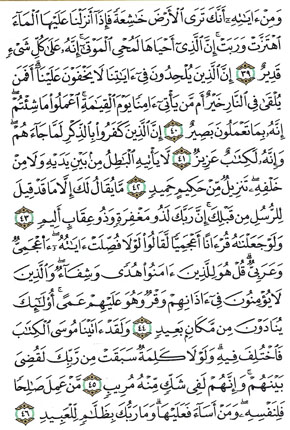 وَمِنْ ءَايَٰتِهِۦٓ أَنَّكَ تَرَى ٱلْأَرْضَ خَٰشِعَةً فَإِذَآ أَنزَلْنَا عَلَيْهَا ٱلْمَآءَ
ٱهْتَزَّتْ وَرَبَتْ ۚ إِنَّ ٱلَّذِىٓ أَحْيَاهَا لَمُحْىِ ٱلْمَوْتَىٰٓ ۚ إِنَّهُۥ عَلَىٰ كُلِّ شَىْءٍ
قَدِيرٌ ٣٩ إِنَّ ٱلَّذِينَ يُلْحِدُونَ فِىٓ ءَايَٰتِنَا لَا يَخْفَوْنَ عَلَيْنَآ ۗ أَفَمَن
يُلْقَىٰ فِى ٱلنَّارِ خَيْرٌ أَم مَّن يَأْتِىٓ ءَامِنًا يَوْمَ ٱلْقِيَٰمَةِ ۚ ٱعْمَلُوا۟ مَا شِئْتُمْ ۖ
إِنَّهُۥ بِمَا تَعْمَلُونَ بَصِيرٌ ٤٠ إِنَّ ٱلَّذِينَ كَفَرُوا۟ بِٱلذِّكْرِ لَمَّا جَآءَهُمْ ۖ
وَإِنَّهُۥ لَكِتَٰبٌ عَزِيزٌ ٤١ لَّا يَأْتِيهِ ٱلْبَٰطِلُ مِنۢ بَيْنِ يَدَيْهِ وَلَا مِنْ
خَلْفِهِۦ ۖ تَنزِيلٌ مِّنْ حَكِيمٍ حَمِيدٍ ٤٢ مَّا يُقَالُ لَكَ إِلَّا مَا قَدْ قِيلَ
لِلرُّسُلِ مِن قَبْلِكَ ۚ إِنَّ رَبَّكَ لَذُو مَغْفِرَةٍ وَذُو عِقَابٍ أَلِيمٍ ٤٣
وَلَوْ جَعَلْنَٰهُ قُرْءَانًا أَعْجَمِيًّا لَّقَالُوا۟ لَوْلَا فُصِّلَتْ ءَايَٰتُهُۥٓ ۖ ءَا۬عْجَمِىٌّ
وَعَرَبِىٌّ ۗ قُلْ هُوَ لِلَّذِينَ ءَامَنُوا۟ هُدًى وَشِفَآءٌ ۖ وَٱلَّذِينَ
لَا يُؤْمِنُونَ فِىٓ ءَاذَانِهِمْ وَقْرٌ وَهُوَ عَلَيْهِمْ عَمًى ۚ أُو۟لَٰٓئِكَ
يُنَادَوْنَ مِن مَّكَانٍۭ بَعِيدٍ ٤٤ وَلَقَدْ ءَاتَيْنَا مُوسَى ٱلْكِتَٰبَ
فَٱخْتُلِفَ فِيهِ ۗ وَلَوْلَا كَلِمَةٌ سَبَقَتْ مِن رَّبِّكَ لَقُضِىَ
بَيْنَهُمْ ۚ وَإِنَّهُمْ لَفِى شَكٍّ مِّنْهُ مُرِيبٍ ٤٥ مَّنْ عَمِلَ صَٰلِحًا
فَلِنَفْسِهِۦ ۖ وَمَنْ أَسَآءَ فَعَلَيْهَا ۗ وَمَا رَبُّكَ بِظَلَّٰمٍ لِّلْعَبِيدِ ٤٦